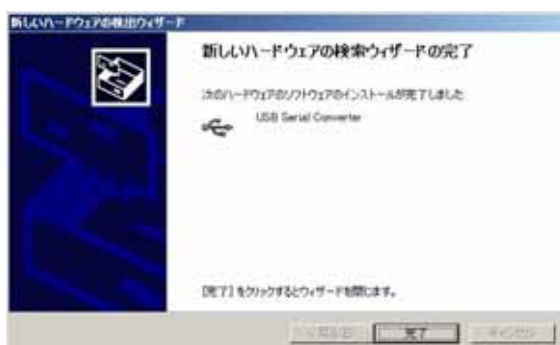 新しいハードウェアの検出ウィザード
新しいハードウェアの検索ウィザードの完了
次のハードウェアのソフトウェアのインストールが完了しました
USB Serial Converter
[完了] をクリックするとウィザードを閉じます。
完了
キャンセル